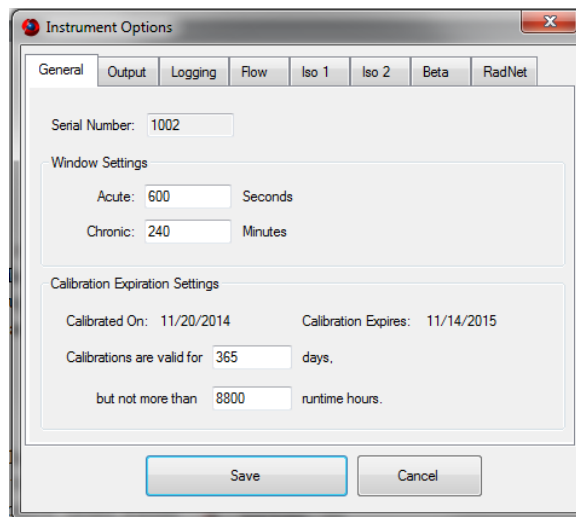 Instrument Options
General Output Logging Flow Iso 1 Iso 2 Beta RadNet
Serial Number: 1002
Window Settings
Acute: 600 Seconds
Chronic: 240 Minutes
Calibration Expiration Settings
Calibrated On: 11/20/2014 Calibration Expires: 11/14/2015
Calibrations are valid for 365 days,
but not more than 8800 runtime hours.
Save Cancel